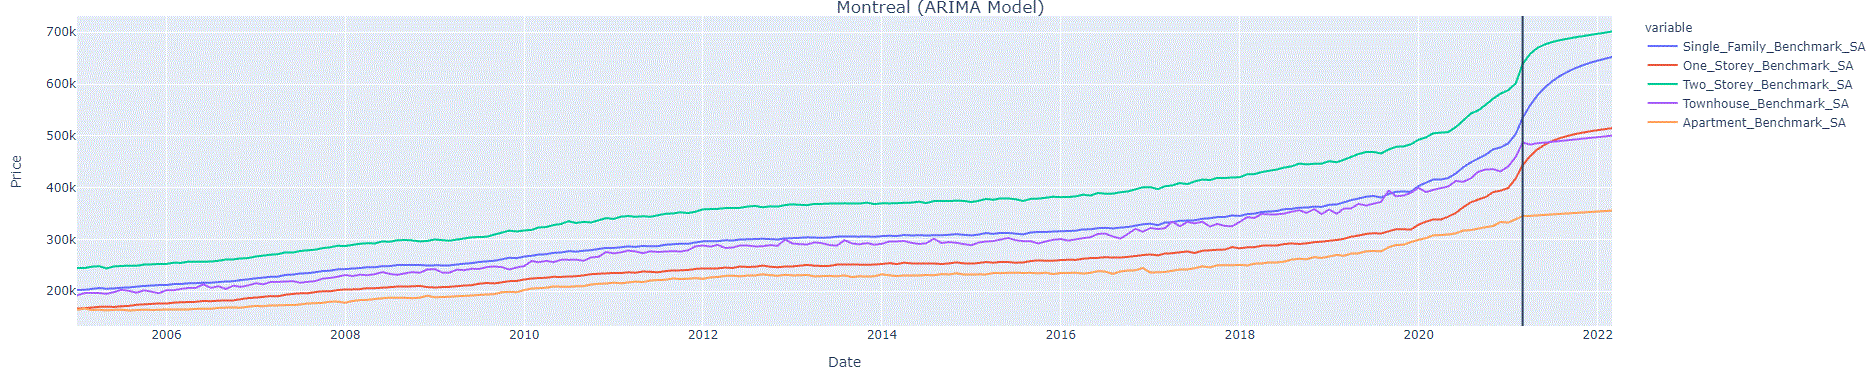 Montreal (ARIMA Model)
variable
Single_Family_Benchmark_SA
One_Storey_Benchmark_SA
Two_Storey_Benchmark_SA
Townhouse_Benchmark_SA
Apartment_Benchmark_SA
Price
700k
600k
500k
400k
300k
200k
2006 2008 2010 2012 2014 2016 2018 2020 2022
Date